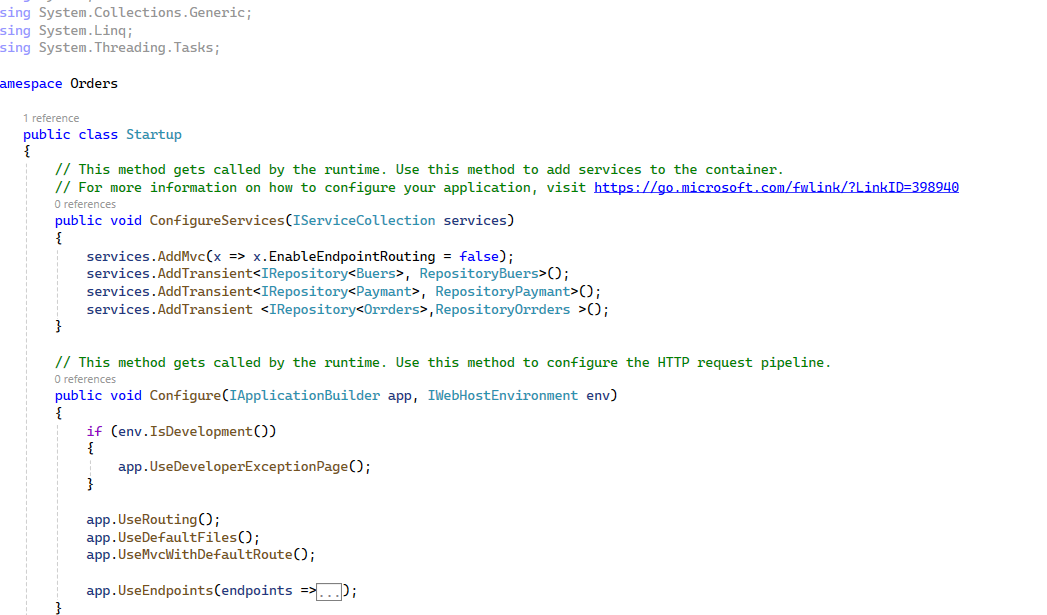 sing System.Collections.Generic;
sing System.Linq;
sing System.Threading.Tasks;
amespace Orders
1 reference
public class Startup
{
// This method gets called by the runtime. Use this method to add services to the container.
// For more information on how to configure your application, visit https://go.microsoft.com/fwlink/?LinkID=398940
0 references
public void ConfigureServices(IServiceCollection services)
{
services.AddMvc(x => x.EnableEndpointRouting = false);
services.AddTransient<IRepository<Buers>, RepositoryBuers>();
services.AddTransient<IRepository<Paymant>, RepositoryPaymant>();
services.AddTransient <IRepository<Orrders>,RepositoryOrrders >();
}
// This method gets called by the runtime. Use this method to configure the HTTP request pipeline.
0 references
public void Configure(IApplicationBuilder app, IWebHostEnvironment env)
{
if (env.IsDevelopment())
{
app.UseDeveloperExceptionPage();
}
app.UseRouting();
app.UseDefaultFiles();
app.UseMvcWithDefaultRoute();
app.UseEndpoints(endpoints =>...);
}